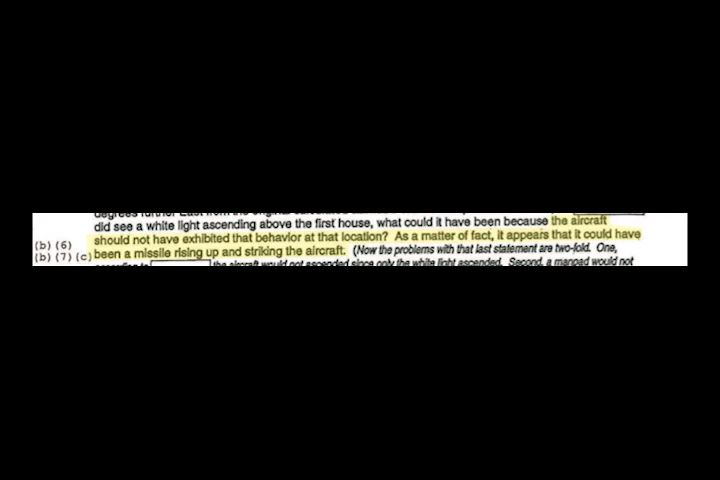 did see a white light ascending above the first house, what could it have been because the aircraft
(b) (6) should not have exhibited that behavior at that location? As a matter of fact, it appears that it could have
(b) (7) (c) been a missile rising up and striking the aircraft. (Now the problems with that last statement are two-fold. One,
the aircraft would not ascended since only the white light ascended. Second, a manpad would not